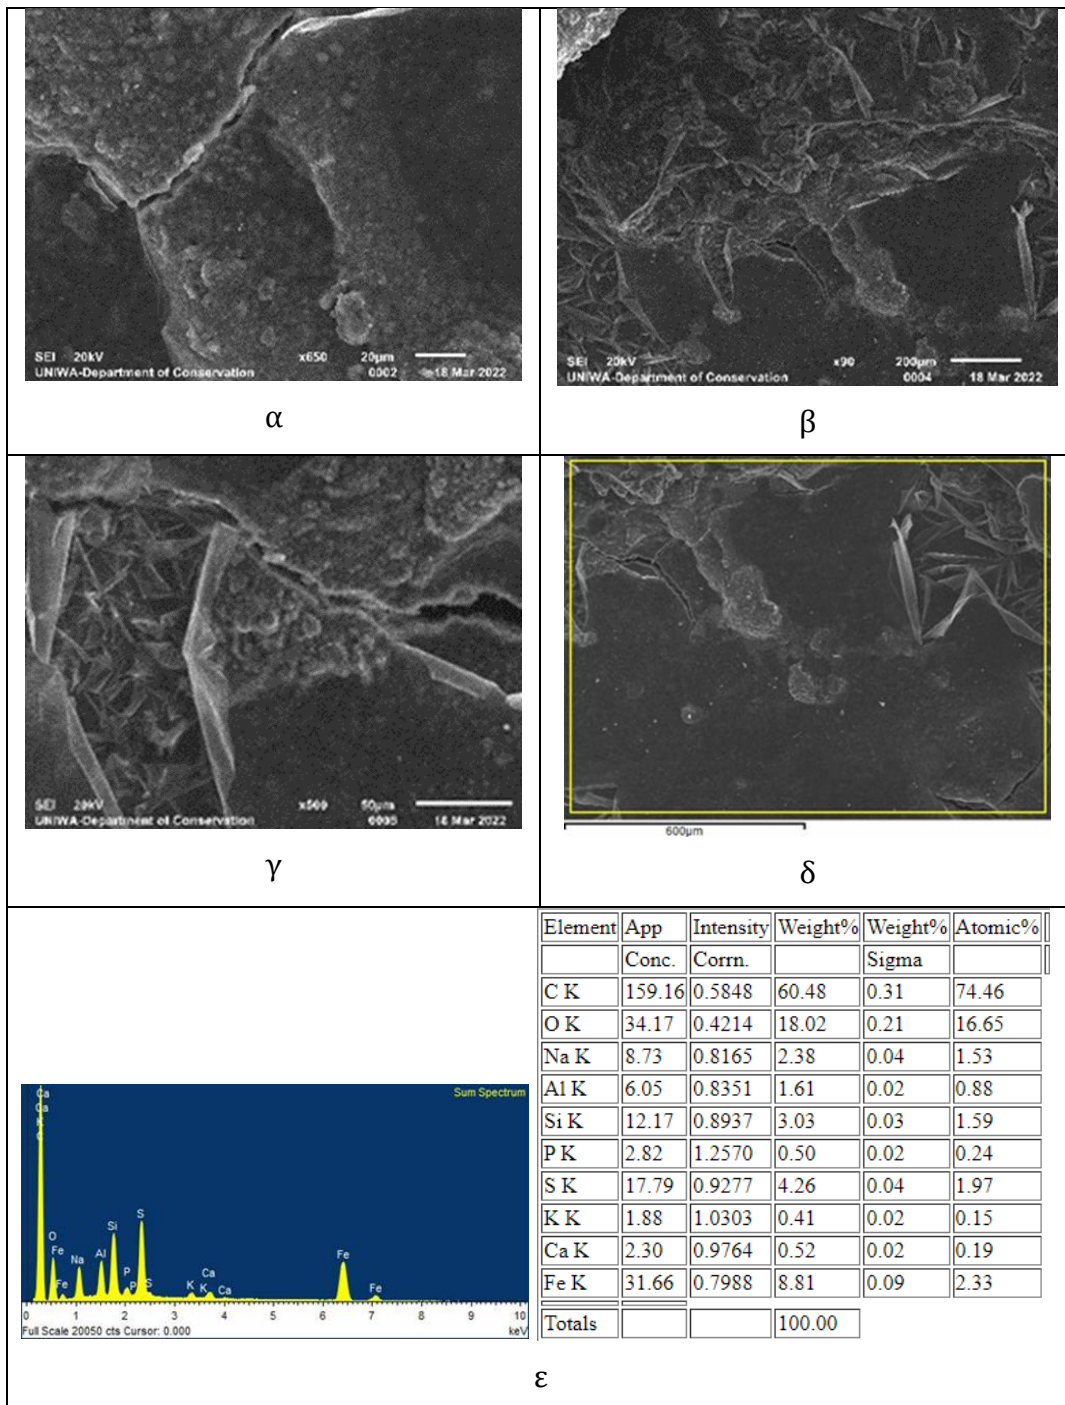 SEI 20kV x650 20µm
UNIWA-Department of Conservation 0002 18 Mar 2022
α
SEI 20kV x90 200µm
UNIWA-Department of Conservation 0004 18 Mar 2022
β
SEI 20kV x500 50µm
UNIWA-Department of Conservation 0005 18 Mar 2022
γ
600µm
δ
Sum Spectrum
Ca
Ca
K
C
O
Fe
Fe
Na
Al
Si
P
P
S
S
K
K
Ca
Ca
Fe
Fe
0 1 2 3 4 5 6 7 8 9 10
Full Scale 20050 cts Cursor: 0.000 keV
Element App Intensity Weight% Weight% Atomic%
Conc. Corrn. Sigma
C K 159.16 0.5848 60.48 0.31 74.46
O K 34.17 0.4214 18.02 0.21 16.65
Na K 8.73 0.8165 2.38 0.04 1.53
Al K 6.05 0.8351 1.61 0.02 0.88
Si K 12.17 0.8937 3.03 0.03 1.59
P K 2.82 1.2570 0.50 0.02 0.24
S K 17.79 0.9277 4.26 0.04 1.97
K K 1.88 1.0303 0.41 0.02 0.15
Ca K 2.30 0.9764 0.52 0.02 0.19
Fe K 31.66 0.7988 8.81 0.09 2.33
Totals 100.00
ε